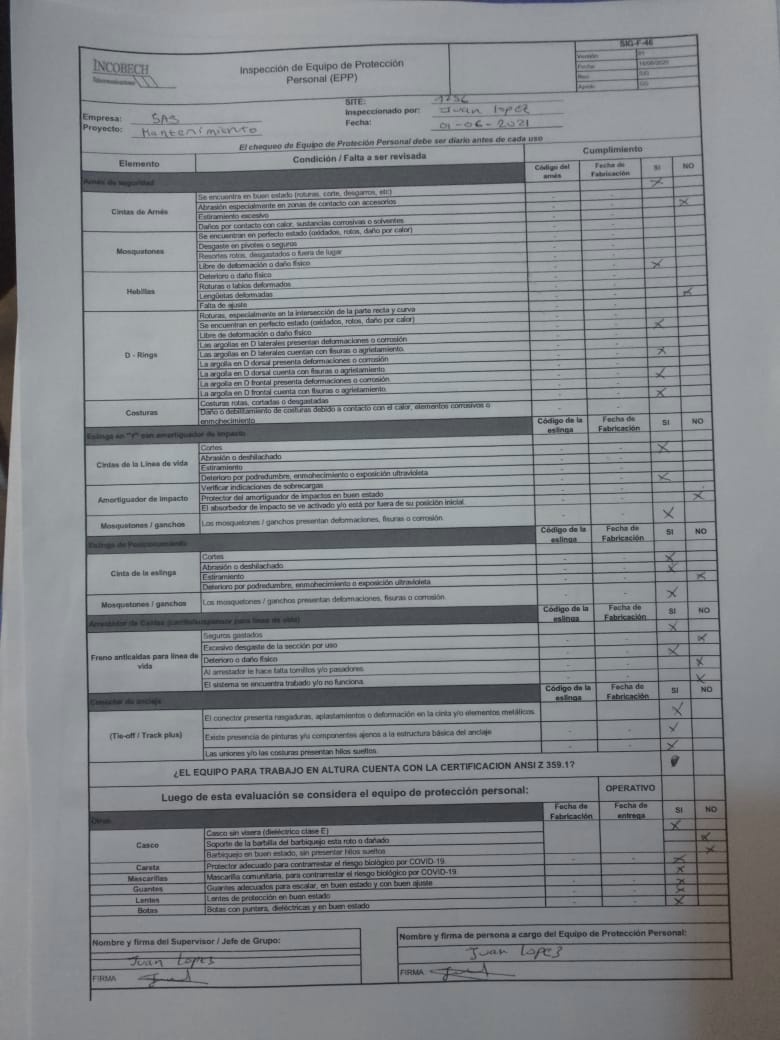 INCOBECH
Inspección de Equipo de Protección
Personal (EPP)
SIG-F-46
Versión 01
Fecha
Empresa: SAS
Proyecto: Mantenimiento
SITE:
Inspeccionado por: Juan Lopez
Fecha: 01-06-2021
El chequeo de Equipo de Proteción Personal debe ser diario antes de cada uso
Elemento Condición / Falta a ser revisada Cumplimiento
Código del arnés Fecha de Fabricación SI NO
Arnés de seguridad X
Cintas de Arnés
Se encuentra en buen estado (roturas, corte, desgarros, etc)
Abrasión especialmente en zonas de contacto con accesorios X
Estiramiento excesivo
Daños por contacto con calor, sustancias corrosivas o solventes
Mosquetones
Se encuentran en perfecto estado (oxidados, rotos, daño por calor)
Desgaste en pivotes o seguros
Resortes rotos, desgastados o fuera de lugar
Libre de deformación o daño físico X
Hebillas
Deterioro o daño físico
Roturas o labios deformados
Lengüetas deformadas X
Falta de ajuste
D - Rings
Roturas, especialmente en la intersección de la parte recta y curvo
Se encuentran en perfecto estado (oxidados, rotos, daño por calor) X
Libre de deformación o daño físico
Las argollas en D laterales presentan deformaciones o corrosión
Las argollas en D laterales cuentan con fisuras o agrietamiento. X
La argolla en D dorsal presenta deformaciones o corrosión
La argolla en D dorsal cuenta con fisuras o agrietamiento X
La argolla en D frontal presenta deformaciones o corrosión
La argolla en D frontal cuenta con fisuras o agrietamiento. X
Costuras
Costuras rotas, cortadas o desgastadas
Daño o debilitamiento de costuras debido a contacto con el calor, elementos corrosivos o
enmohecimiento
Eslinga en "Y" con amortiguador de impacto Código de la eslinga Fecha de Fabricación SI NO
Cintas de la Línea de vida
Cortes X
Abrasión o deshilachado
Estiramiento
Deterioro por podredumbre, enmohecimiento o exposición ultravioleta X
Amortiguador de impacto
Verificar indicaciones de sobrecargas
Protector del amortiguador de impactos en buen estado X
El absorbedor de impacto se ve activado y/o está por fuera de su posición inicial.
Mosquetones / ganchos Los mosquetones / ganchos presentan deformaciones, fisuras o corrosión. X
Eslinga de Posicionamiento Código de la eslinga Fecha de Fabricación SI NO
Cinta de la eslinga
Cortes X
Abrasión o deshilachado X
Estiramiento X
Deterioro por podredumbre, enmohecimiento o exposición ultravioleta
Mosquetones / ganchos Los mosquetones / ganchos presentan deformaciones, fisuras o corrosión. X
Código de la eslinga Fecha de Fabricación SI NO
Freno anticaidas para línea de vida
Seguros gastados X
Excesivo desgaste de la sección por uso X
Deterioro o daño físico X
Al arrestador le hace falta tornillos y/o pasadores. X
El sistema se encuentra trabado y/o no funciona. X
Conector de anclaje Código de la eslinga Fecha de Fabricación SI NO
(Tie-off / Track plus)
El conector presenta rasgaduras, aplastamientos o deformación en la cinta y/o elementos metálicos. X
Existe presencia de pinturas y/u componentes ajenos a la estructura básica del anclaje X
Las uniones y/o las costuras presentan hilos sueltos. X
¿EL EQUIPO PARA TRABAJO EN ALTURA CUENTA CON LA CERTIFICACION ANSI Z 359.1?
Luego de esta evaluación se considera el equipo de protección personal: OPERATIVO
Otros Fecha de Fabricación Fecha de entrega SI NO
Casco
Casco sin visera (dieléctrico clase E) X
Soporte de la barbilla del barbiquejo esta roto o dañado X
Barbiquejo en buen estado, sin presentar hilos sueltos X
Careta Protector adecuado para contrarrestar el riesgo biológico por COVID-19. X
Mascarillas Mascarilla comunitaria, para contrarrestar el riesgo biológico por COVID-19. X
Guantes Guantes adecuados para escalar, en buen estado y con buen ajuste X
Lentes Lentes de protección en buen estado X
Botas Botas con puntera, dieléctricas y en buen estado X
Nombre y firma del Supervisor / Jefe de Grupo:
Juan Lopez
FIRMA
Nombre y firma de persona a cargo del Equipo de Protección Personal:
Juan Lopez
FIRMA